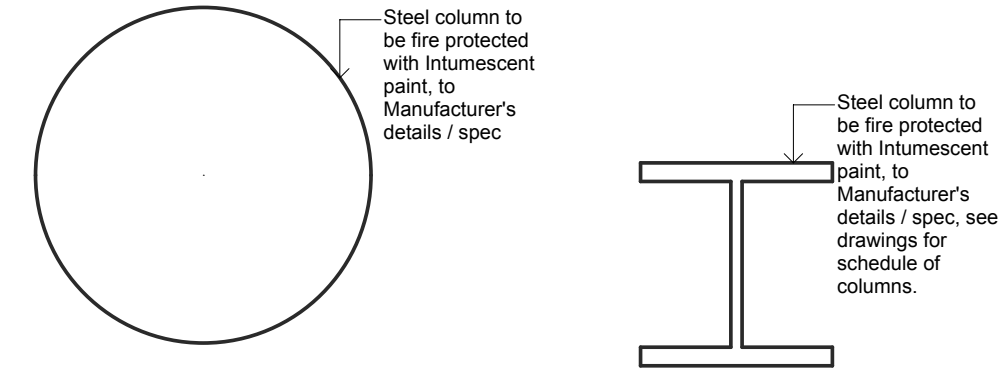 Steel column to
be fire protected
with Intumescent
paint, to
Manufacturer's
details / spec
Steel column to
be fire protected
with Intumescent
paint, to
Manufacturer's
details / spec, see
drawings for
schedule of
columns.